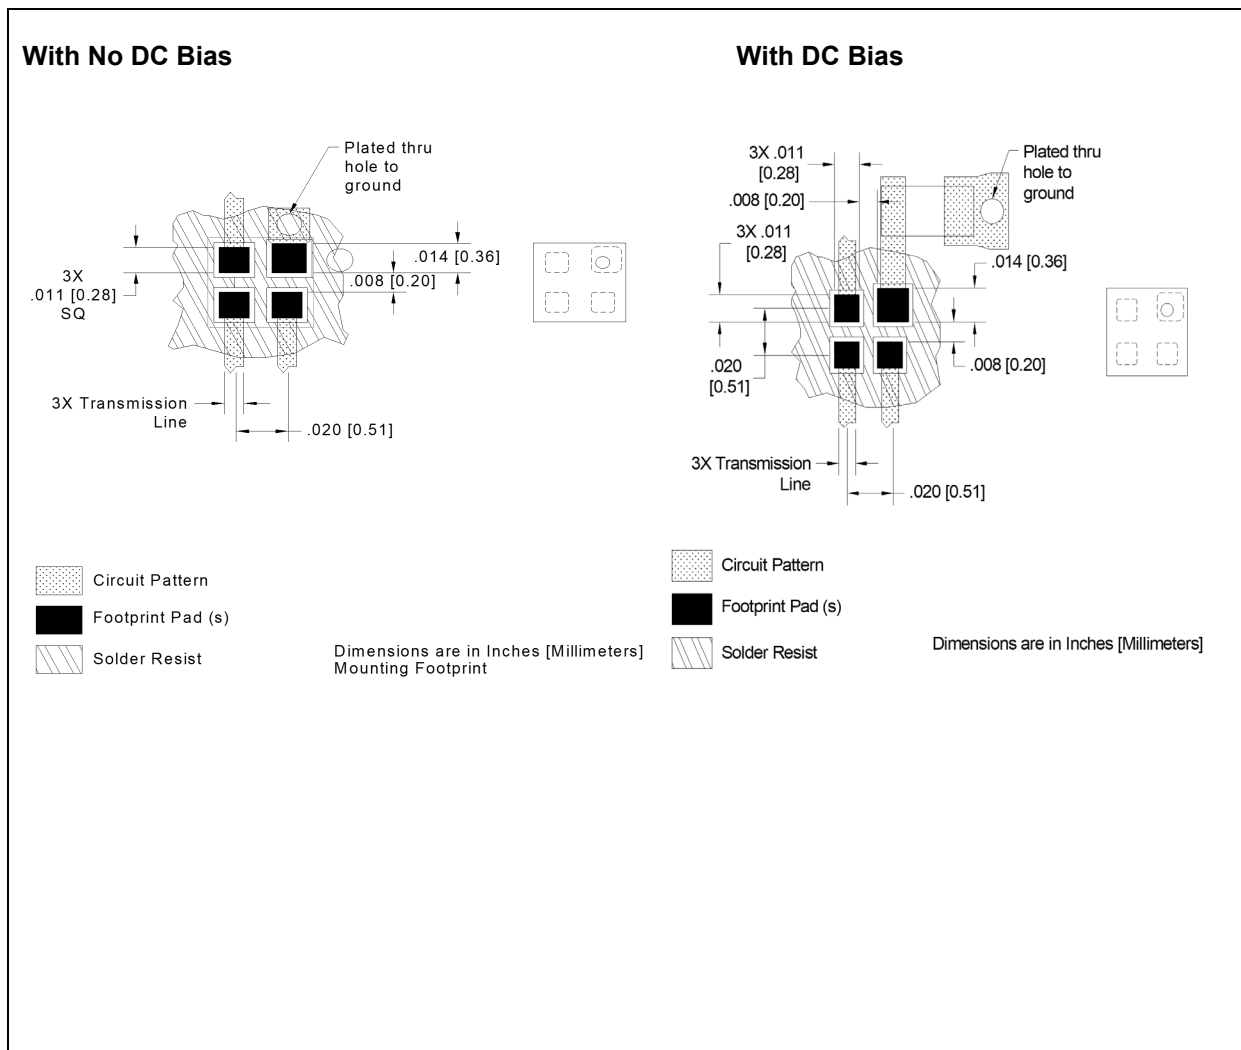 With No DC Bias
Plated thru
hole to
ground
3X
.011 [0.28]
SQ
.014 [0.36]
.008 [0.20]
3X Transmission
Line
.020 [0.51]
Circuit Pattern
Footprint Pad (s)
Solder Resist
Dimensions are in Inches [Millimeters]
Mounting Footprint
With DC Bias
3X .011
[0.28]
.008 [0.20]
3X .011
[0.28]
Plated thru
hole to
ground
.014 [0.36]
.020
[0.51]
.008 [0.20]
3X Transmission
Line
.020 [0.51]
Circuit Pattern
Footprint Pad (s)
Solder Resist
Dimensions are in Inches [Millimeters]